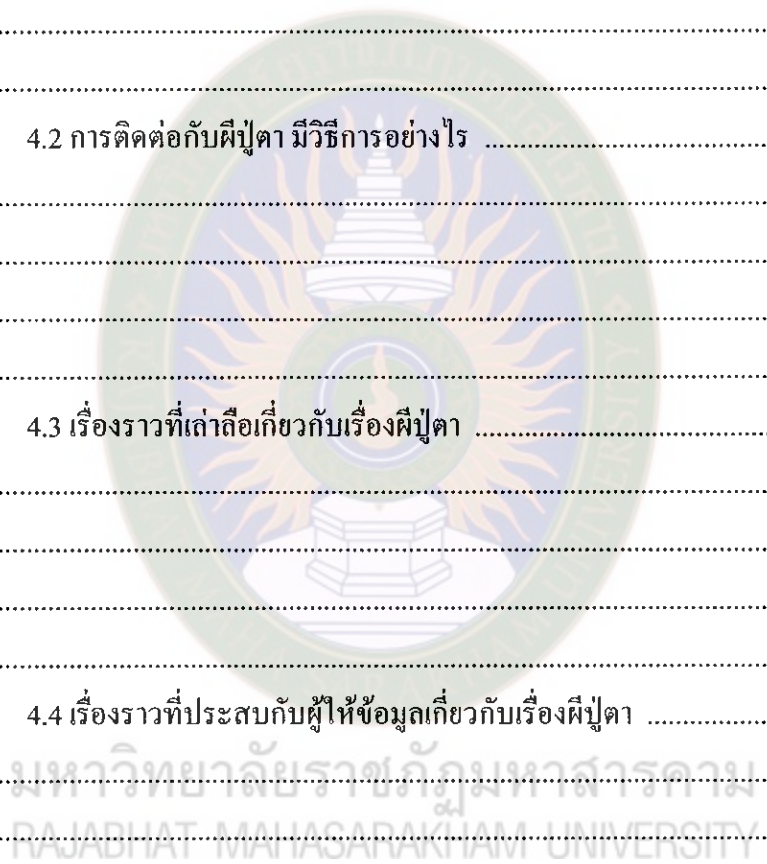 4.2 การติดต่อกับผีปู่ตา มีวิธีการอย่างไร ..................................
4.3 เรื่องราวที่เล่าลือเกี่ยวกับเรื่องผีปู่ตา ...................................
4.4 เรื่องราวที่ประสบกับผู้ให้ข้อมูลเกี่ยวกับเรื่องผีปู่ตา ..............
มหาวิทยาลัยราชภัฏมหาสารคาม
RAJABHAT MAHASARAKHAM UNIVERSITY